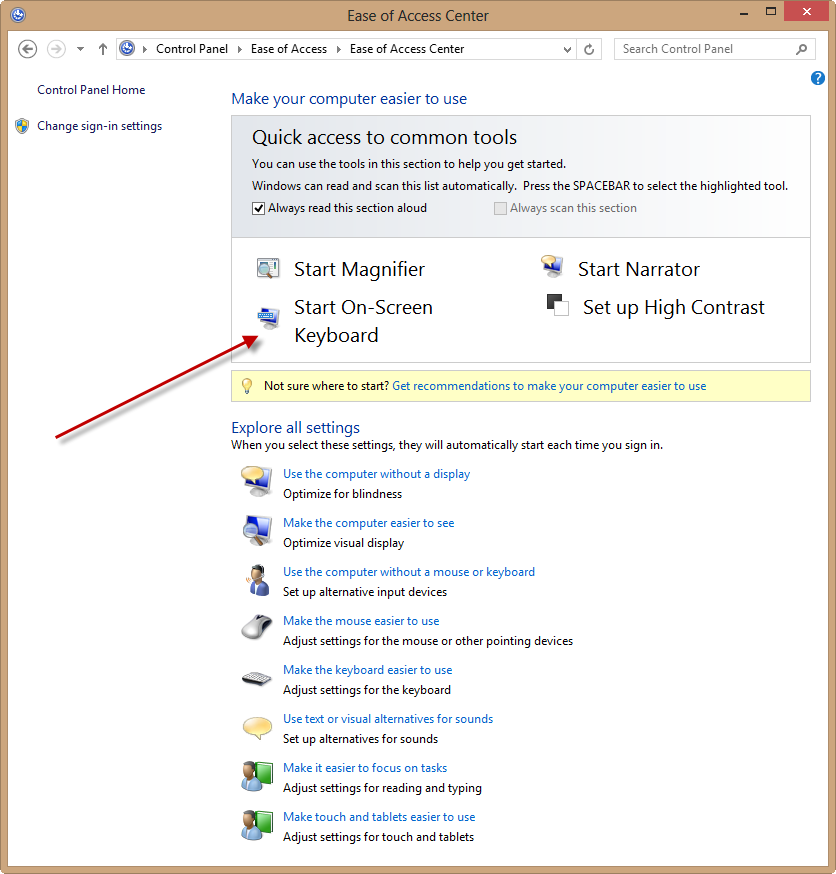 Ease of Access Center
Control Panel Ease of Access Ease of Access Center
Search Control Panel
?
Control Panel Home
Change sign-in settings
Make your computer easier to use
Quick access to common tools
You can use the tools in this section to help you get started.
Windows can read and scan this list automatically. Press the SPACEBAR to select the highlighted tool.
Always read this section aloud Always scan this section
Start Magnifier Start Narrator
Start On-Screen Set up High Contrast
Keyboard
Not sure where to start? Get recommendations to make your computer easier to use
Explore all settings
When you select these settings, they will automatically start each time you sign in.
Use the computer without a display
Optimize for blindness
Make the computer easier to see
Optimize visual display
Use the computer without a mouse or keyboard
Set up alternative input devices
Make the mouse easier to use
Adjust settings for the mouse or other pointing devices
Make the keyboard easier to use
Adjust settings for the keyboard
Use text or visual alternatives for sounds
Set up alternatives for sounds
Make it easier to focus on tasks
Adjust settings for reading and typing
Make touch and tablets easier to use
Adjust settings for touch and tablets